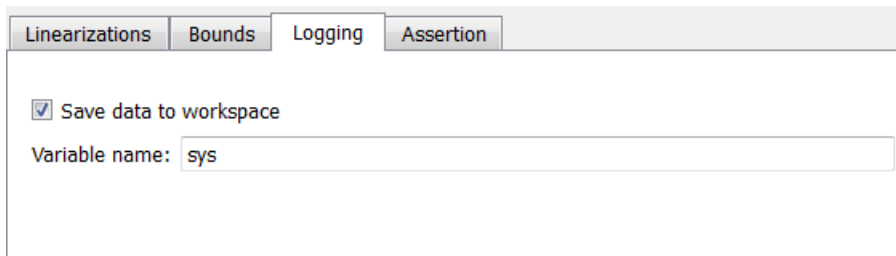 Linearizations Bounds Logging Assertion
Save data to workspace
Variable name: sys